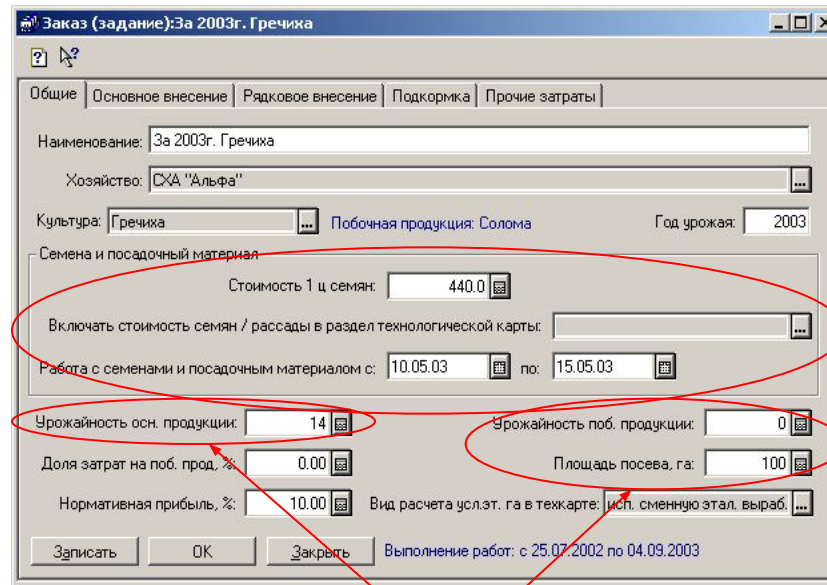 Заказ (задание):За 2003г. Гречиха
Общие Основное внесение Рядковое внесение Подкормка Прочие затраты
Наименование: За 2003г. Гречиха
Хозяйство: СХА "Альфа" ...
Культура: Гречиха ... Побочная продукция: Солома Год урожая: 2003
Семена и посадочный материал
Стоимость 1 ц семян: 440.0
Включать стоимость семян / рассады в раздел технологической карты: ...
Работа с семенами и посадочным материалом с: 10.05.03 по: 15.05.03
Урожайность осн. продукции: 14 Урожайность поб. продукции: 0
Доля затрат на поб. прод, %: 0.00 Площадь посева, га: 100
Нормативная прибыль, %: 10.00 Вид расчета усл.эт. га в техкарте: исп. сменную этал. выраб. ...
Записать OK Закрыть Выполнение работ: с 25.07.2002 по 04.09.2003